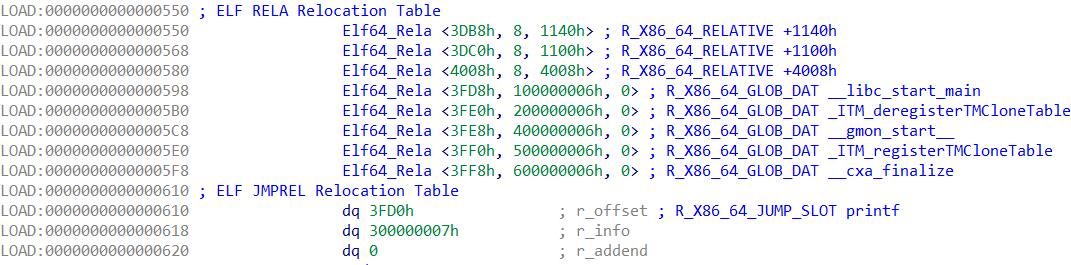 LOAD:0000000000000550 ; ELF RELA Relocation Table
LOAD:0000000000000550 Elf64_Rela <3DB8h, 8, 1140h> ; R_X86_64_RELATIVE +1140h
LOAD:0000000000000568 Elf64_Rela <3DC0h, 8, 1100h> ; R_X86_64_RELATIVE +1100h
LOAD:0000000000000580 Elf64_Rela <4008h, 8, 4008h> ; R_X86_64_RELATIVE +4008h
LOAD:0000000000000598 Elf64_Rela <3FD8h, 100000006h, 0> ; R_X86_64_GLOB_DAT __libc_start_main
LOAD:00000000000005B0 Elf64_Rela <3FE0h, 200000006h, 0> ; R_X86_64_GLOB_DAT _ITM_deregisterTMCloneTable
LOAD:00000000000005C8 Elf64_Rela <3FE8h, 400000006h, 0> ; R_X86_64_GLOB_DAT __gmon_start__
LOAD:00000000000005E0 Elf64_Rela <3FF0h, 500000006h, 0> ; R_X86_64_GLOB_DAT _ITM_registerTMCloneTable
LOAD:00000000000005F8 Elf64_Rela <3FF8h, 600000006h, 0> ; R_X86_64_GLOB_DAT __cxa_finalize
LOAD:0000000000000610 ; ELF JMPREL Relocation Table
LOAD:0000000000000610 dq 3FD0h ; r_offset ; R_X86_64_JUMP_SLOT printf
LOAD:0000000000000618 dq 300000007h ; r_info
LOAD:0000000000000620 dq 0 ; r_addend